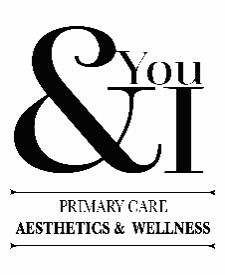 You
& I
PRIMARY CARE
AESTHETICS & WELLNESS